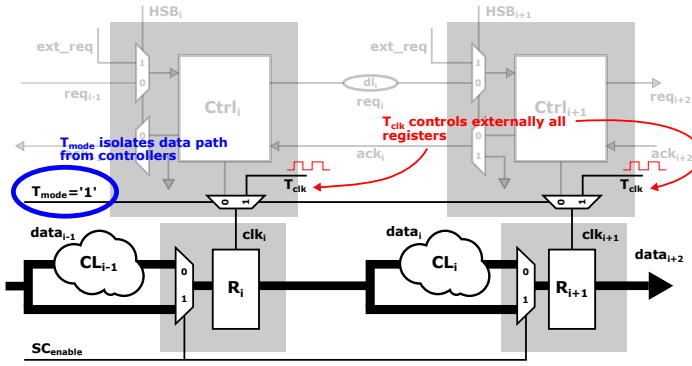 HSBi
HSBi+1
ext_req
ext_req
1
0
1
0
reqi-1
Ctrli
dli
reqi
Ctrli+1
reqi+2
Tmode isolates data path
from controllers
Tclk controls externally all
registers
0
1
0
1
acki
acki+2
Tmode='1'
0
1
Tclk
0
1
Tclk
datai-1
clki
datai
clki+1
datai+2
CLi-1
0
1
Ri
CLi
0
1
Ri+1
SCenable